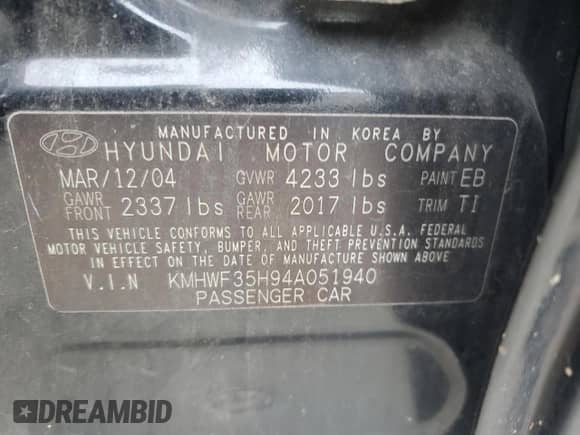 MANUFACTURED IN KOREA BY
HYUNDAI MOTOR COMPANY
MAR/12/04 GVWR 4233 lbs PAINT EB
GAWR FRONT 2337 lbs GAWR REAR 2017 lbs TRIM TI
THIS VEHICLE CONFORMS TO ALL APPLICABLE U.S.A. FEDERAL
MOTOR VEHICLE SAFETY, BUMPER, AND THEFT PREVENTION STANDARDS
IN EFFECT ON THE DATE OF MANUFACTURE SHOWN ABOVE
V.I.N KMHWF35H94A051940
PASSENGER CAR
DREAMBID